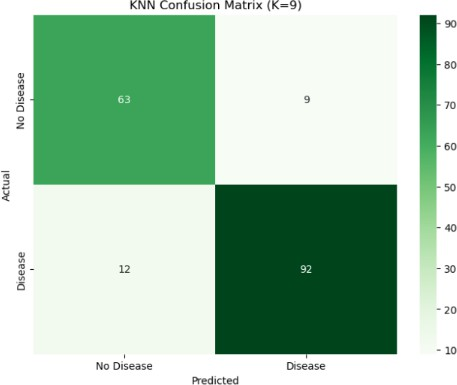 KNN Confusion Matrix (K=9)
90
80
70
60
50
40
30
20
10
No Disease
63
9
Actual
Disease
12
92
No Disease
Disease
Predicted